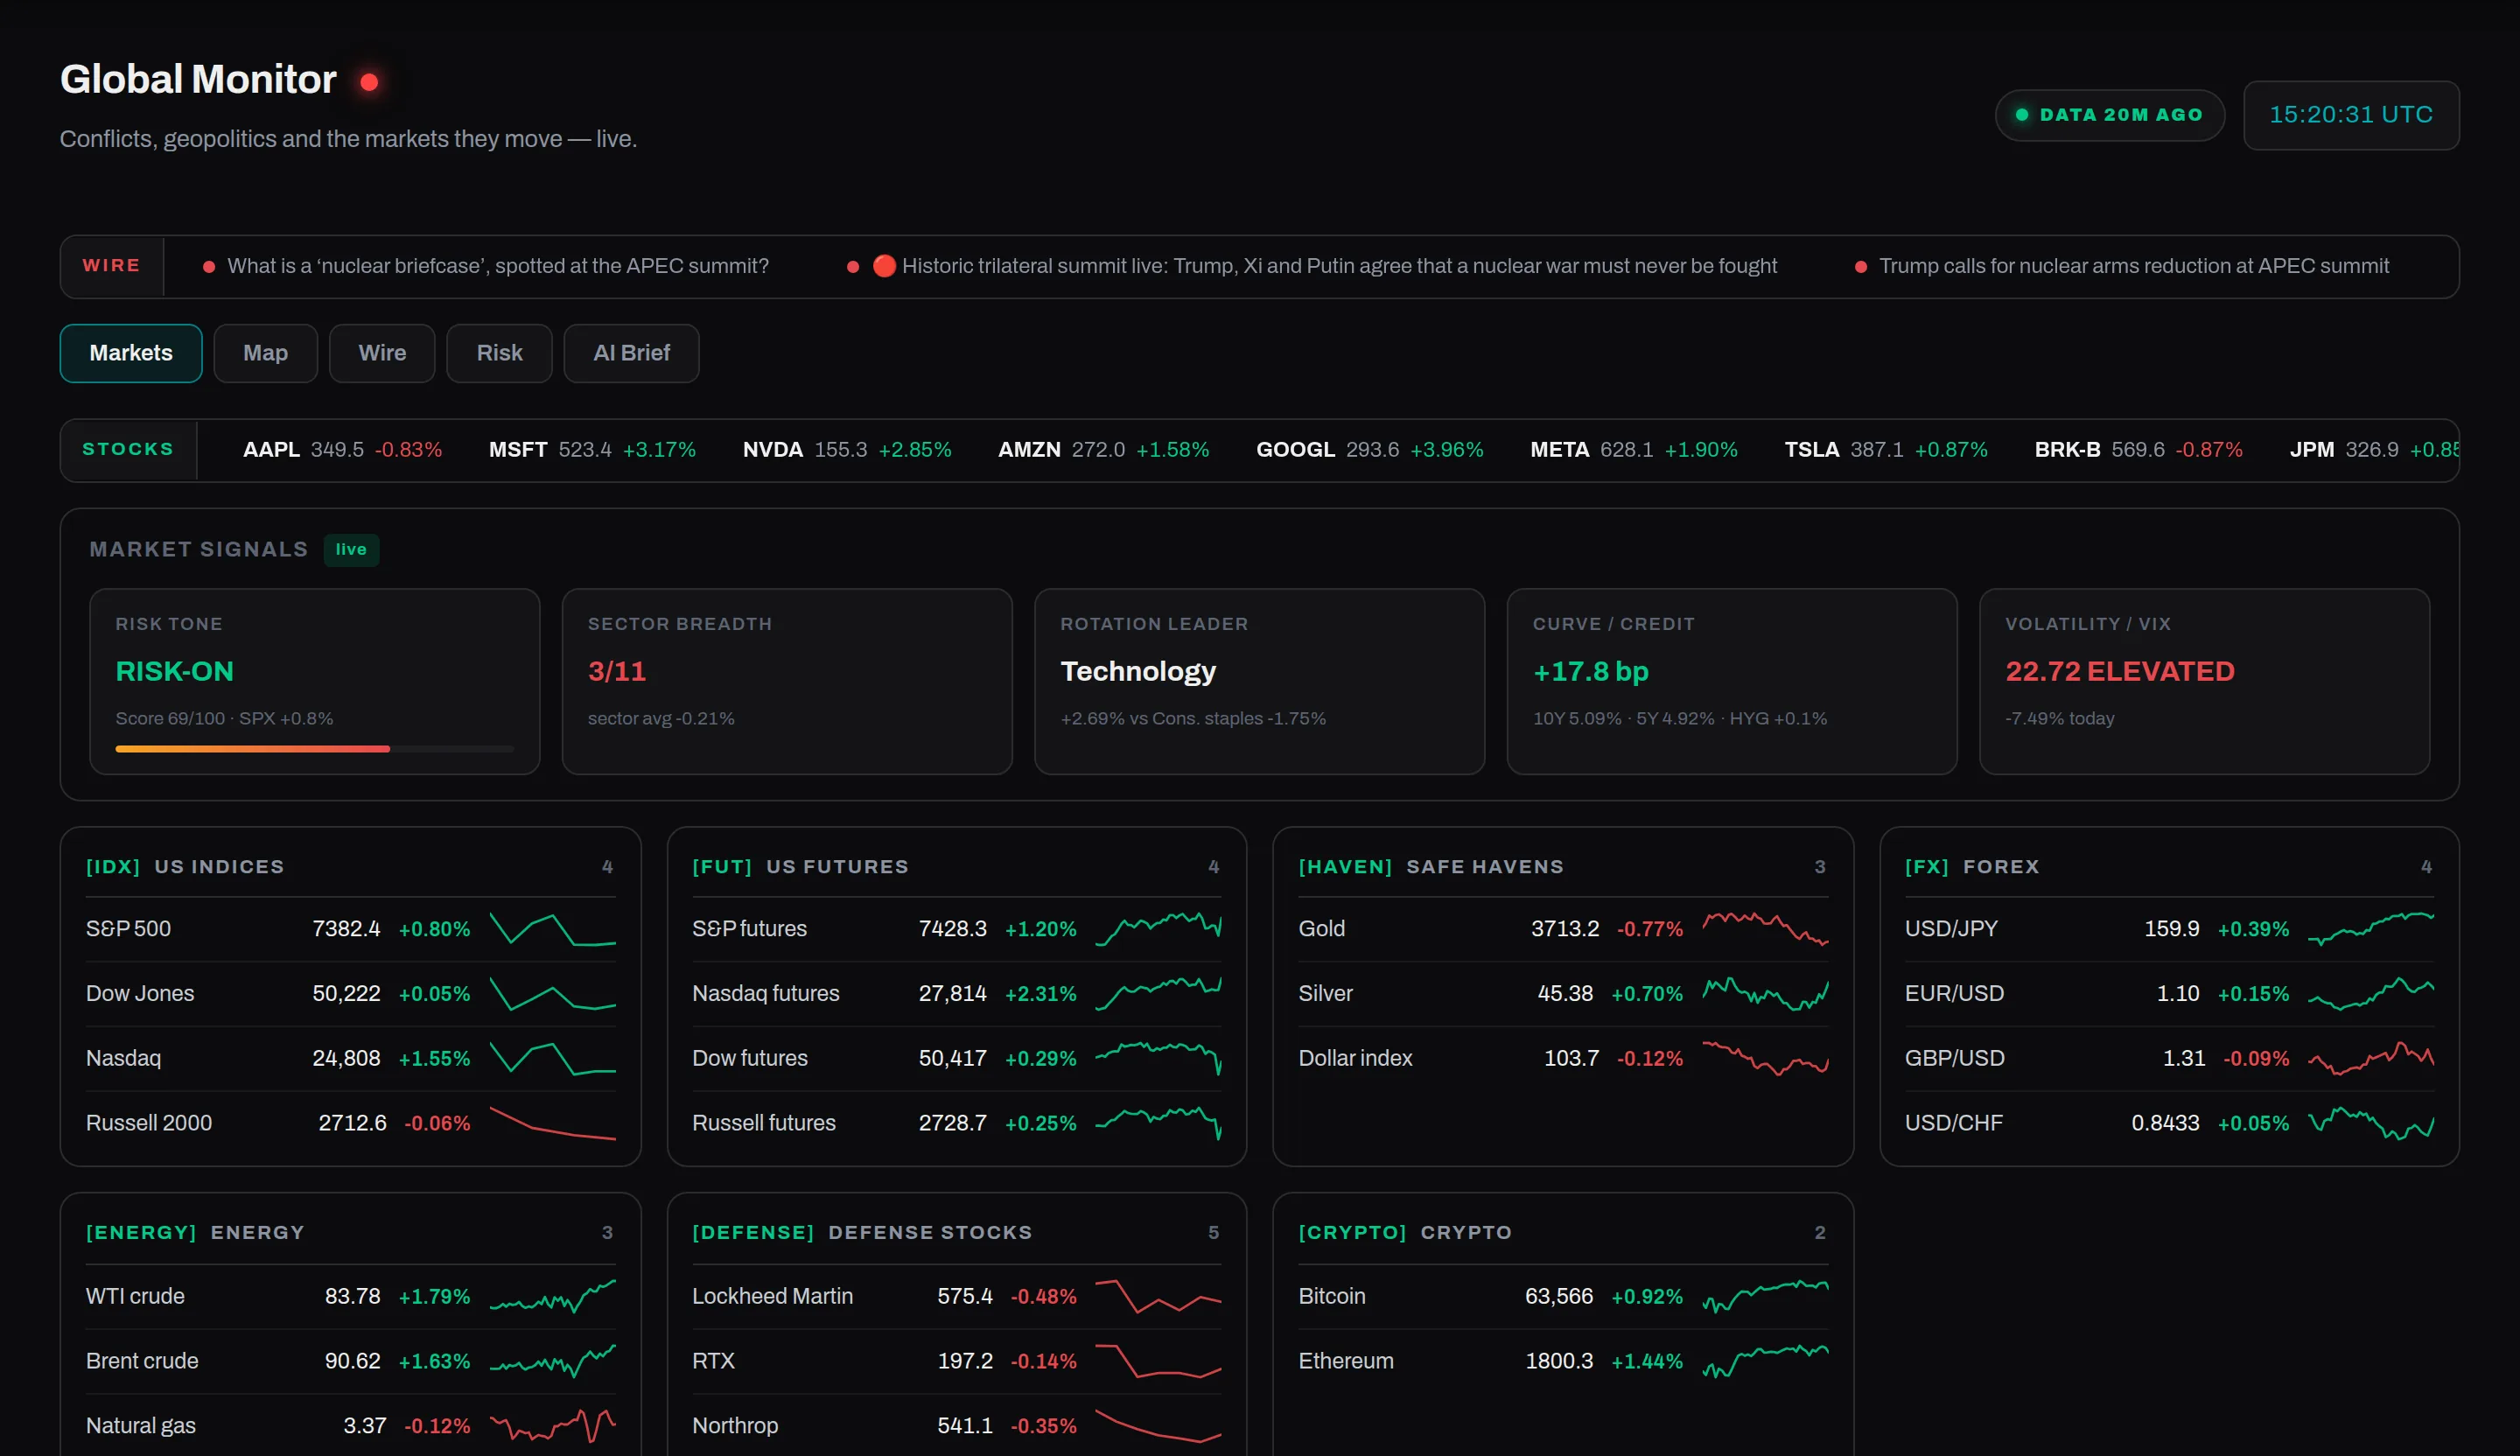 Global Monitor
Conflicts, geopolitics and the markets they move — live.
DATA 20M AGO
15:20:31 UTC
WIRE What is a ‘nuclear briefcase’, spotted at the APEC summit? Historic trilateral summit live: Trump, Xi and Putin agree that a nuclear war must never be fought Trump calls for nuclear arms reduction at APEC summit
Markets Map Wire Risk AI Brief
STOCKS AAPL 349.5 -0.83% MSFT 523.4 +3.17% NVDA 155.3 +2.85% AMZN 272.0 +1.58% GOOGL 293.6 +3.96% META 628.1 +1.90% TSLA 387.1 +0.87% BRK-B 569.6 -0.87% JPM 326.9 +0.85
MARKET SIGNALS live
RISK TONE
RISK-ON
Score 69/100 · SPX +0.8%
SECTOR BREADTH
3/11
sector avg -0.21%
ROTATION LEADER
Technology
+2.69% vs Cons. staples -1.75%
CURVE / CREDIT
+17.8 bp
10Y 5.09% · 5Y 4.92% · HYG +0.1%
VOLATILITY / VIX
22.72 ELEVATED
-7.49% today
[IDX] US INDICES 4
S&P 500 7382.4 +0.80%
Dow Jones 50,222 +0.05%
Nasdaq 24,808 +1.55%
Russell 2000 2712.6 -0.06%
[FUT] US FUTURES 4
S&P futures 7428.3 +1.20%
Nasdaq futures 27,814 +2.31%
Dow futures 50,417 +0.29%
Russell futures 2728.7 +0.25%
[HAVEN] SAFE HAVENS 3
Gold 3713.2 -0.77%
Silver 45.38 +0.70%
Dollar index 103.7 -0.12%
[FX] FOREX 4
USD/JPY 159.9 +0.39%
EUR/USD 1.10 +0.15%
GBP/USD 1.31 -0.09%
USD/CHF 0.8433 +0.05%
[ENERGY] ENERGY 3
WTI crude 83.78 +1.79%
Brent crude 90.62 +1.63%
Natural gas 3.37 -0.12%
[DEFENSE] DEFENSE STOCKS 5
Lockheed Martin 575.4 -0.48%
RTX 197.2 -0.14%
Northrop 541.1 -0.35%
[CRYPTO] CRYPTO 2
Bitcoin 63,566 +0.92%
Ethereum 1800.3 +1.44%